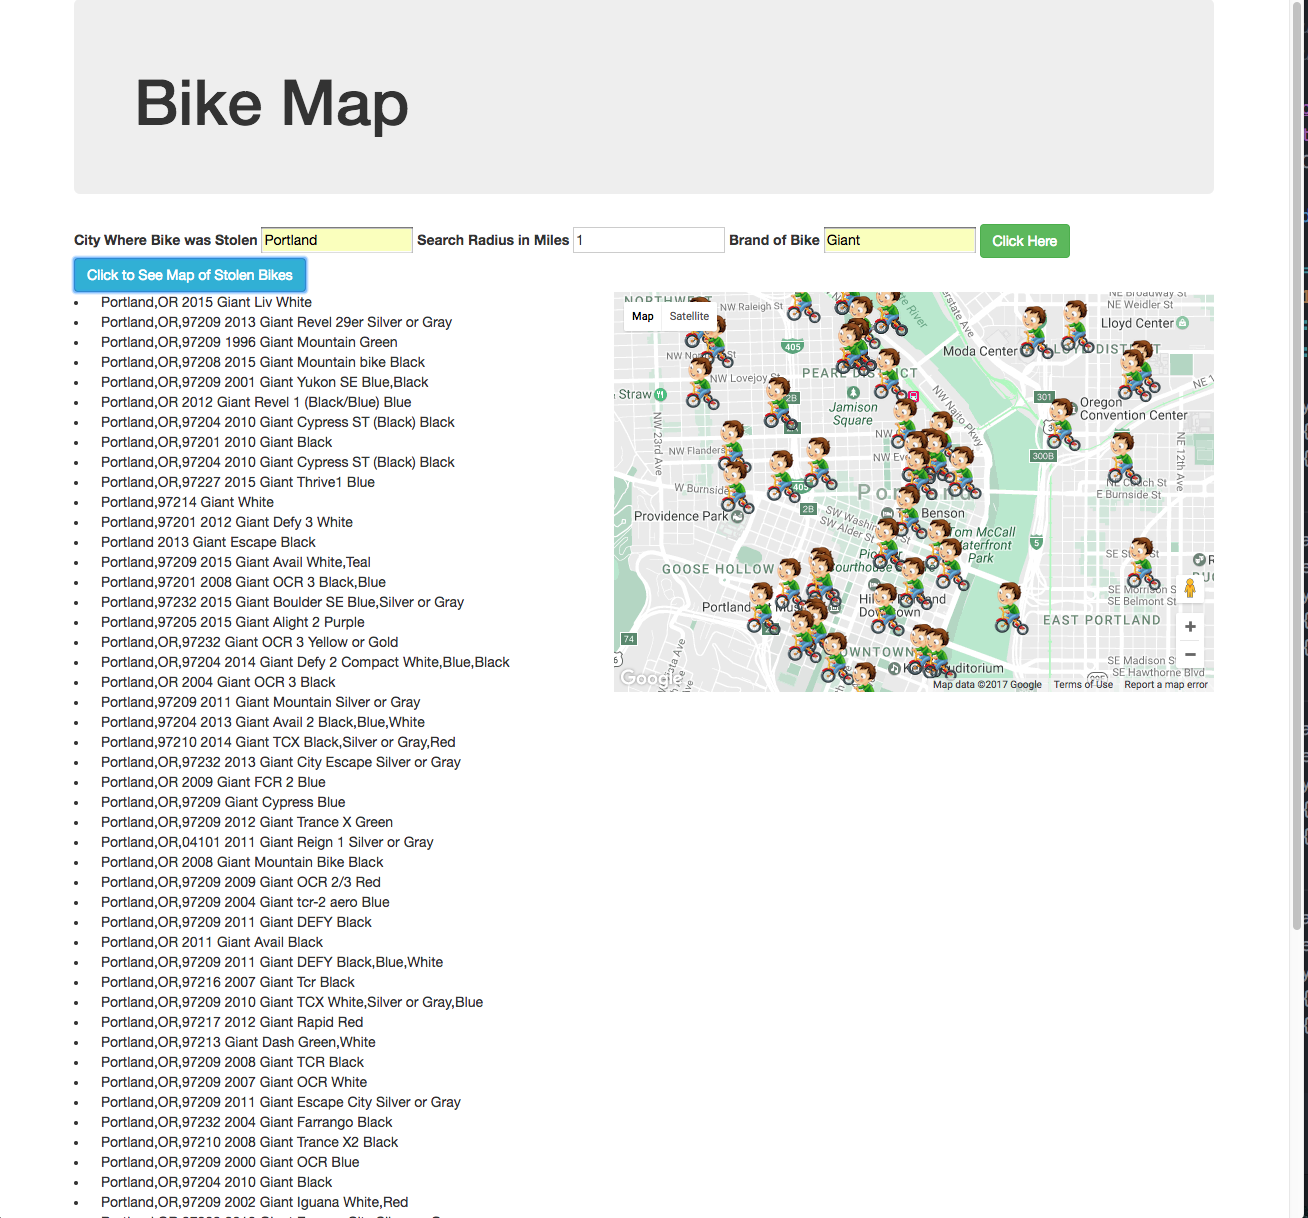 Bike Map
City Where Bike was Stolen Portland Search Radius in Miles 1 Brand of Bike Giant Click Here
Click to See Map of Stolen Bikes
Portland,OR 2015 Giant Liv White
Portland,OR,97209 2013 Giant Revel 29er Silver or Gray
Portland,OR,97209 1996 Giant Mountain Green
Portland,OR,97208 2015 Giant Mountain bike Black
Portland,OR,97209 2001 Giant Yukon SE Blue,Black
Portland,OR 2012 Giant Revel 1 (Black/Blue) Blue
Portland,OR,97204 2010 Giant Cypress ST (Black) Black
Portland,OR,97201 2010 Giant Black
Portland,OR,97204 2010 Giant Cypress ST (Black) Black
Portland,OR,97227 2015 Giant Thrive1 Blue
Portland,97214 Giant White
Portland,97201 2012 Giant Defy 3 White
Portland 2013 Giant Escape Black
Portland,97209 2015 Giant Avail White,Teal
Portland,97201 2008 Giant OCR 3 Black,Blue
Portland,97232 2015 Giant Boulder SE Blue,Silver or Gray
Portland,97205 2015 Giant Alight 2 Purple
Portland,OR,97232 Giant OCR 3 Yellow or Gold
Portland,OR,97204 2014 Giant Defy 2 Compact White,Blue,Black
Portland,OR 2004 Giant OCR 3 Black
Portland,97209 2011 Giant Mountain Silver or Gray
Portland,97204 2013 Giant Avail 2 Black,Blue,White
Portland,97210 2014 Giant TCX Black,Silver or Gray,Red
Portland,OR,97232 2013 Giant City Escape Silver or Gray
Portland,OR 2009 Giant FCR 2 Blue
Portland,OR,97209 Giant Cypress Blue
Portland,OR,97209 2012 Giant Trance X Green
Portland,OR,04101 2011 Giant Reign 1 Silver or Gray
Portland,OR 2008 Giant Mountain Bike Black
Portland,OR,97209 2009 Giant OCR 2/3 Red
Portland,OR,97209 2004 Giant tcr-2 aero Blue
Portland,OR,97209 2011 Giant DEFY Black
Portland,OR 2011 Giant Avail Black
Portland,OR,97209 2011 Giant DEFY Black,Blue,White
Portland,OR,97216 2007 Giant Tcr Black
Portland,OR,97209 2010 Giant TCX White,Silver or Gray,Blue
Portland,OR,97217 2012 Giant Rapid Red
Portland,OR,97213 Giant Dash Green,White
Portland,OR,97209 2008 Giant TCR Black
Portland,OR,97209 2007 Giant OCR White
Portland,OR,97209 2011 Giant Escape City Silver or Gray
Portland,OR,97232 2004 Giant Farrango Black
Portland,OR,97210 2008 Giant Trance X2 Black
Portland,OR,97209 2000 Giant OCR Blue
Portland,OR,97204 2010 Giant Black
Portland,OR,97209 2002 Giant Iguana White,Red
Map Satellite
NW Raleigh St
NE Broadway St
NE Weidler St
Lloyd Center
Moda Center
405
NW Lovejoy
PEARL DISTRICT
Straw
Jamison
Square
NW Naito Pkwy
301
Oregon
Convention Center
NW 23rd Ave
NW Flanders
300B
NE 12th Ave
W Burnside
405
2B
E Burnside St
Providence Park
Benson
Tom McCall
Waterfront
Park
5
GOOSE HOLLOW
SE Morrison S
SE Belmont St
EAST PORTLAND
74
SE Madison S
SE Hawthorne Blvd
Google
Map data ©2017 Google Terms of Use Report a map error